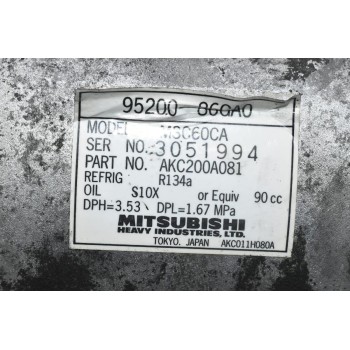 95200-86GA0
MODEL MSC60CA
SER NO. 3051994
PART NO. AKC200A081
REFRIG R134a
OIL S10X or Equiv 90 cc
DPH=3.53 DPL=1.67 MPa
MITSUBISHI
HEAVY INDUSTRIES, LTD.
TOKYO. JAPAN AKC011H080A